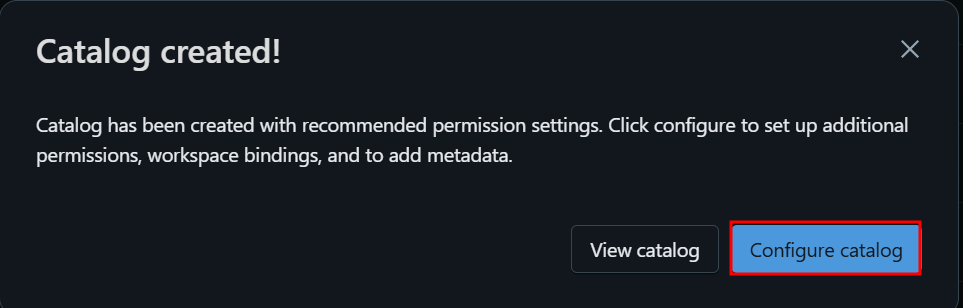 Catalog created!
Catalog has been created with recommended permission settings. Click configure to set up additional
permissions, workspace bindings, and to add metadata.
View catalog
Configure catalog